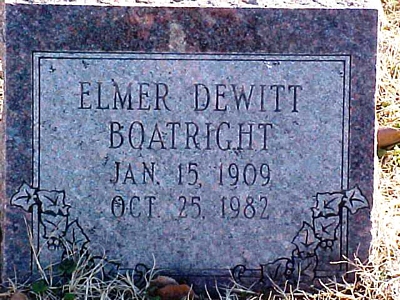 ELMER DEWITT
BOATRIGHT
JAN. 15, 1909
OCT. 25, 1982